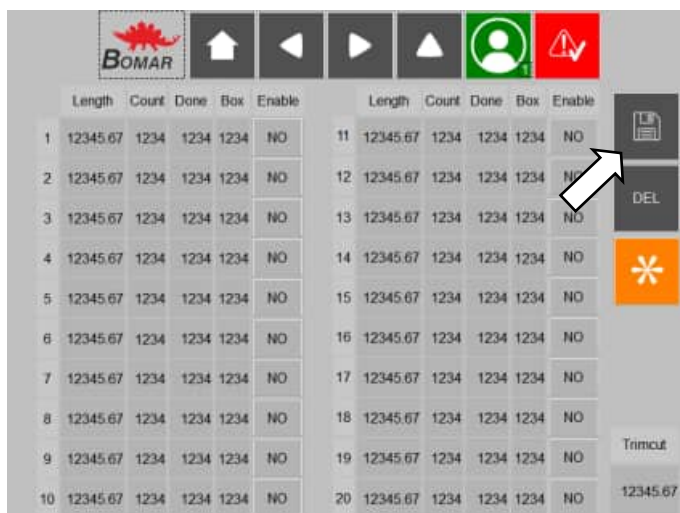 BOMAR
1
Length Count Done Box Enable Length Count Done Box Enable
1 12345.67 1234 1234 1234 NO 11 12345.67 1234 1234 1234 NO
2 12345.67 1234 1234 1234 NO 12 12345.67 1234 1234 1234 NO
DEL
3 12345.67 1234 1234 1234 NO 13 12345.67 1234 1234 1234 NO
4 12345.67 1234 1234 1234 NO 14 12345.67 1234 1234 1234 NO
*
5 12345.67 1234 1234 1234 NO 15 12345.67 1234 1234 1234 NO
6 12345.67 1234 1234 1234 NO 16 12345.67 1234 1234 1234 NO
7 12345.67 1234 1234 1234 NO 17 12345.67 1234 1234 1234 NO
8 12345.67 1234 1234 1234 NO 18 12345.67 1234 1234 1234 NO
Trimcut
9 12345.67 1234 1234 1234 NO 19 12345.67 1234 1234 1234 NO
10 12345.67 1234 1234 1234 NO 20 12345.67 1234 1234 1234 NO
12345.67